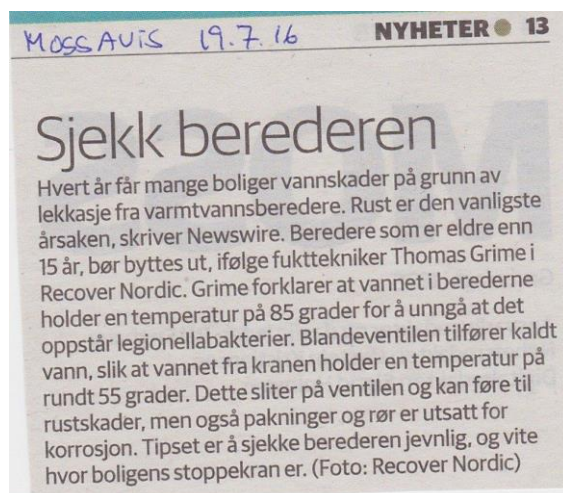 MOSS AVIS 19.7.16
NYHETER 13
Sjekk berederen
Hvert år får mange boliger vannskader på grunn av
lekkasje fra varmtvannsberedere. Rust er den vanligste
årsaken, skriver Newswire. Beredere som er eldre enn
15 år, bør byttes ut, ifølge fukttekniker Thomas Grime i
Recover Nordic. Grime forklarer at vannet i berederne
holder en temperatur på 85 grader for å unngå at det
oppstår legionellabakterier. Blandeventilen tilfører kaldt
vann, slik at vannet fra kranen holder en temperatur på
rundt 55 grader. Dette sliter på ventilen og kan føre til
rustskader, men også pakninger og rør er utsatt for
korrosjon. Tipset er å sjekke berederen jevnlig, og vite
hvor boligens stoppekran er. (Foto: Recover Nordic)